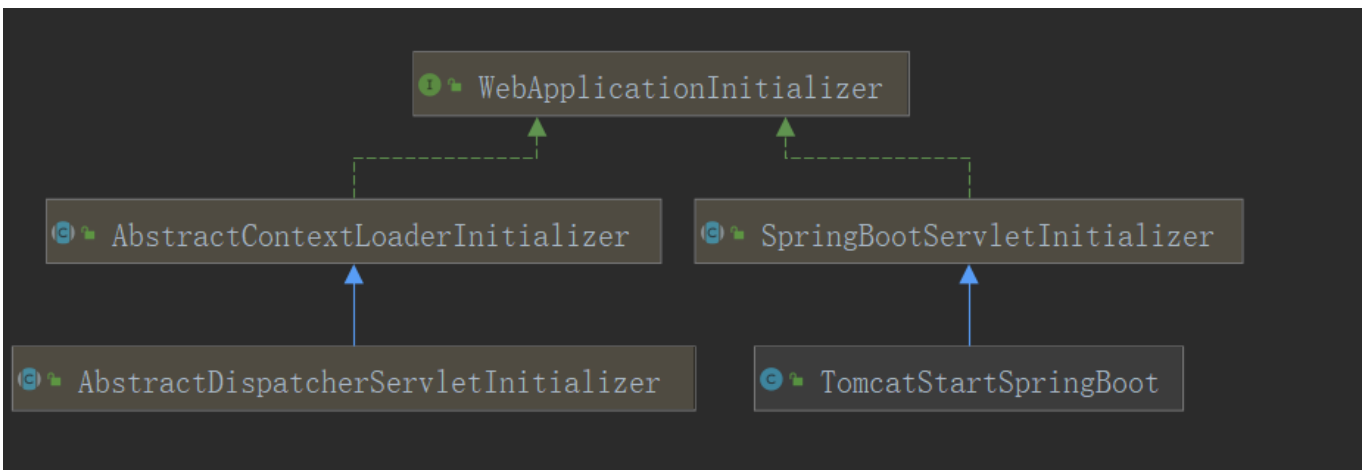 WebApplicationInitializer
AbstractContextLoaderInitializer
SpringBootServletInitializer
AbstractDispatcherServletInitializer
TomcatStartSpringBoot